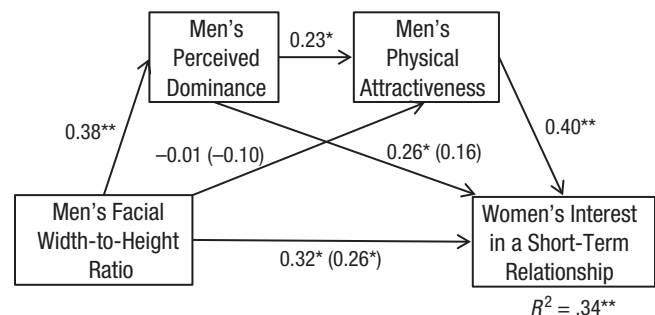 Men's
Perceived
Dominance
0.23*
Men's
Physical
Attractiveness
0.38**
–0.01 (–0.10)
0.26* (0.16)
0.40**
Men's Facial
Width-to-Height
Ratio
0.32* (0.26*)
Women's Interest
in a Short-Term
Relationship
R² = .34**